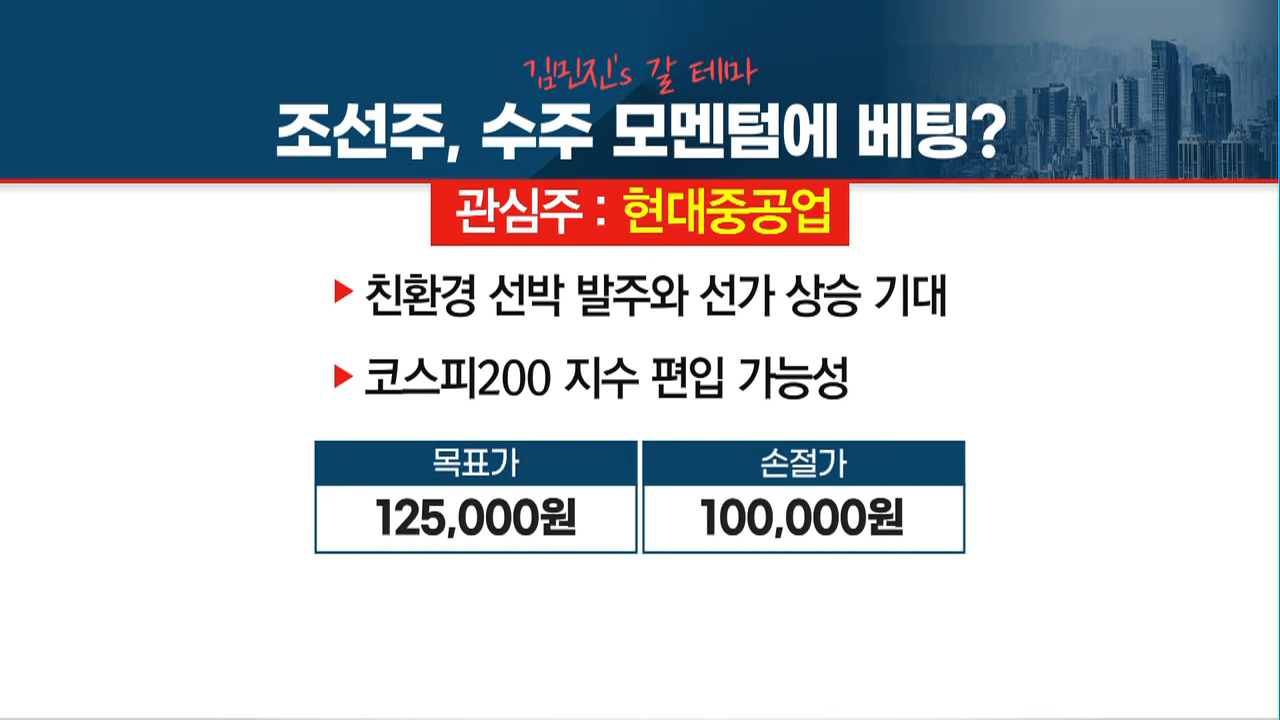 김민진's 갈 테마
조선주, 수주 모멘텀에 베팅?
관심주 : 현대중공업
▶ 친환경 선박 발주와 선가 상승 기대
▶ 코스피200 지수 편입 가능성
목표가 손절가
125,000원 100,000원